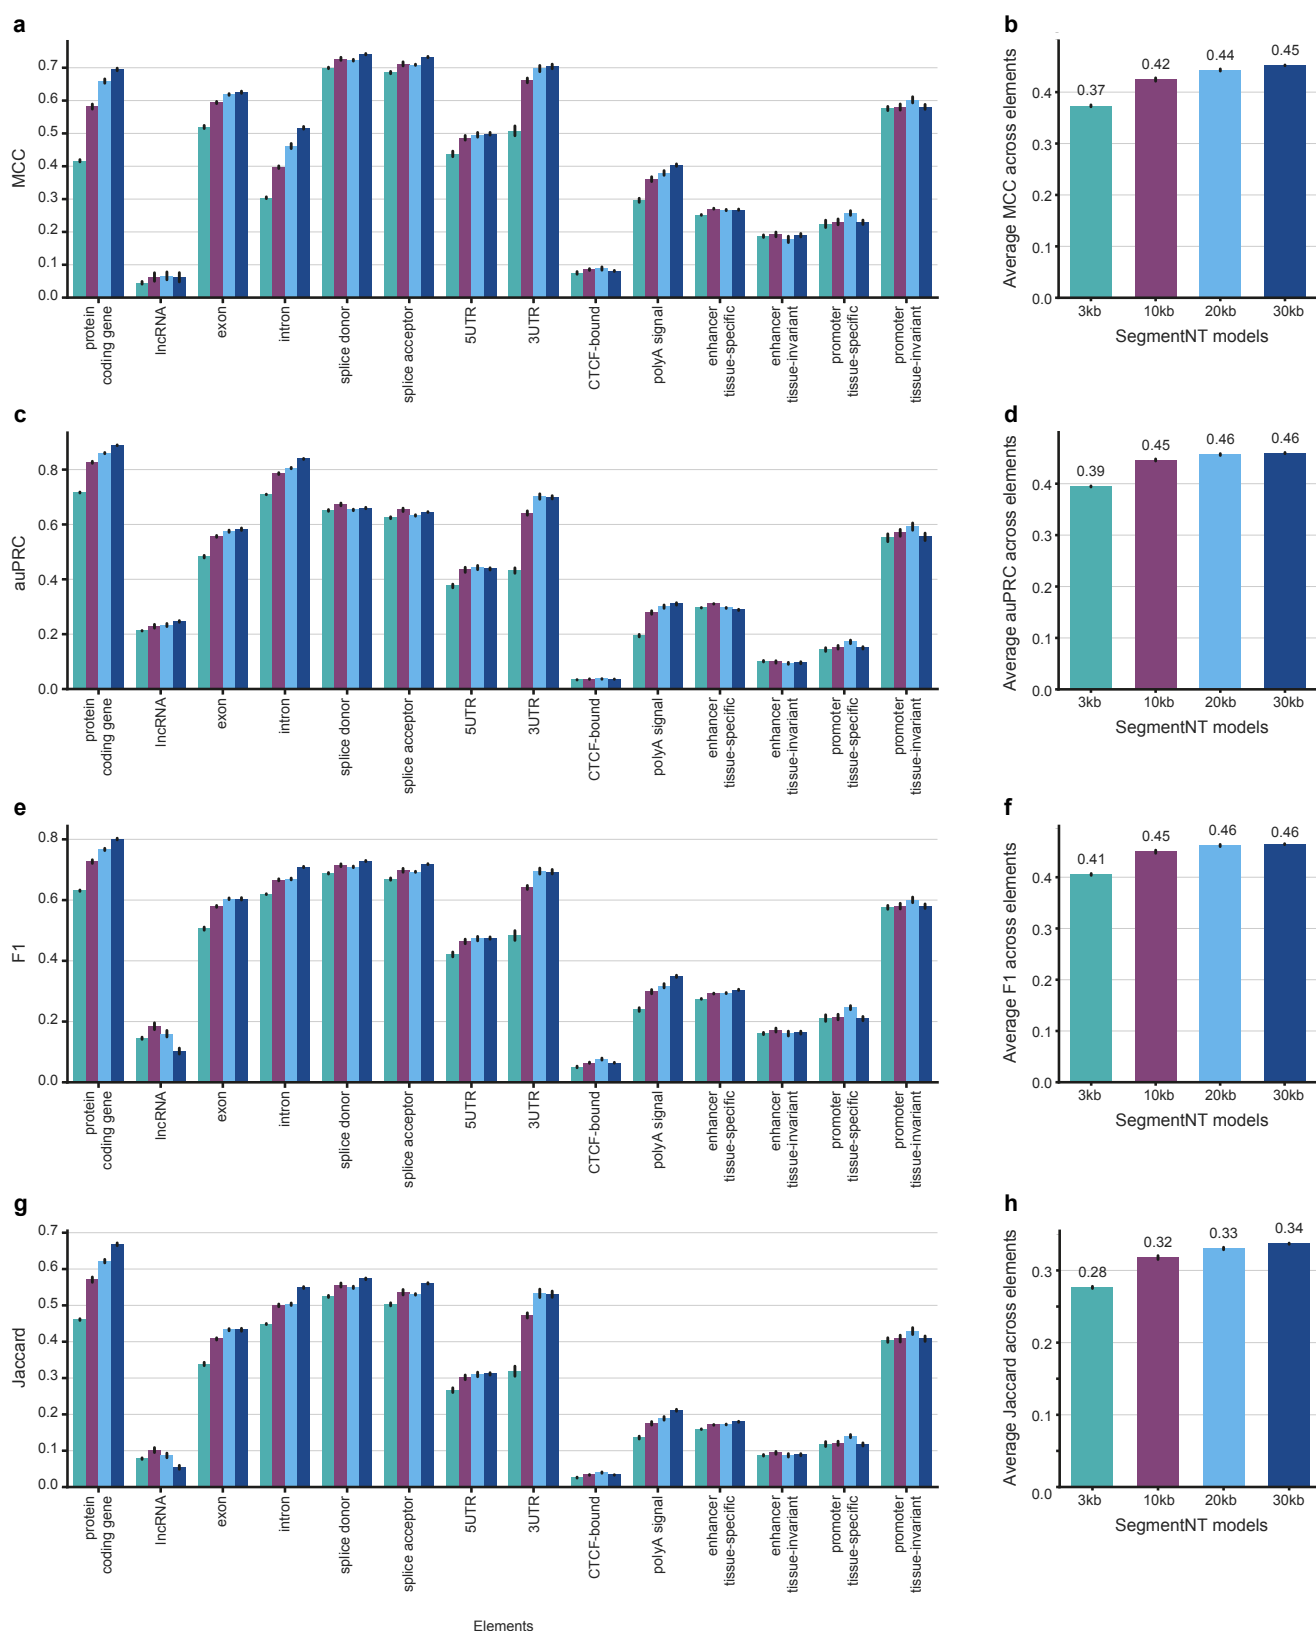 a
MCC
0.7
0.6
0.5
0.4
0.3
0.2
0.1
0.0
protein
coding gene
lncRNA
exon
intron
splice donor
splice acceptor
5UTR
3UTR
CTCF-bound
polyA signal
enhancer
tissue-specific
enhancer
tissue-invariant
promoter
tissue-specific
promoter
tissue-invariant
b
Average MCC across elements
0.4
0.3
0.2
0.1
0.0
0.37
0.42
0.44
0.45
3kb
10kb
20kb
30kb
SegmentNT models
c
auPRC
0.8
0.6
0.4
0.2
0.0
protein
coding gene
lncRNA
exon
intron
splice donor
splice acceptor
5UTR
3UTR
CTCF-bound
polyA signal
enhancer
tissue-specific
enhancer
tissue-invariant
promoter
tissue-specific
promoter
tissue-invariant
d
Average auPRC across elements
0.4
0.3
0.2
0.1
0.0
0.39
0.45
0.46
0.46
3kb
10kb
20kb
30kb
SegmentNT models
e
F1
0.8
0.6
0.4
0.2
0.0
protein
coding gene
lncRNA
exon
intron
splice donor
splice acceptor
5UTR
3UTR
CTCF-bound
polyA signal
enhancer
tissue-specific
enhancer
tissue-invariant
promoter
tissue-specific
promoter
tissue-invariant
f
Average F1 across elements
0.4
0.3
0.2
0.1
0.0
0.41
0.45
0.46
0.46
3kb
10kb
20kb
30kb
SegmentNT models
g
Jaccard
0.7
0.6
0.5
0.4
0.3
0.2
0.1
0.0
protein
coding gene
lncRNA
exon
intron
splice donor
splice acceptor
5UTR
3UTR
CTCF-bound
polyA signal
enhancer
tissue-specific
enhancer
tissue-invariant
promoter
tissue-specific
promoter
tissue-invariant
Elements
h
Average Jaccard across elements
0.3
0.2
0.1
0.0
0.28
0.32
0.33
0.34
3kb
10kb
20kb
30kb
SegmentNT models